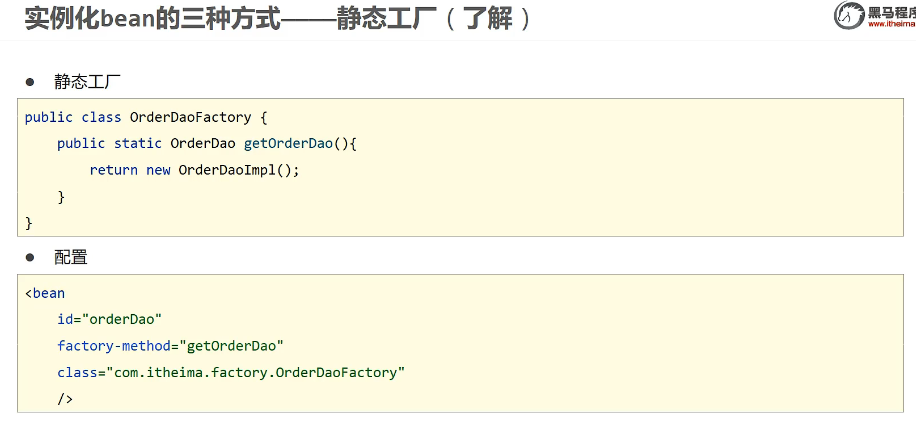 实例化bean的三种方式——静态工厂（了解）
黑马程序
www.itheima
● 静态工厂
public class OrderDaoFactory {
    public static OrderDao getOrderDao(){
        return new OrderDaoImpl();
    }
}
● 配置
<bean
    id="orderDao"
    factory-method="getOrderDao"
    class="com.itheima.factory.OrderDaoFactory"
    />